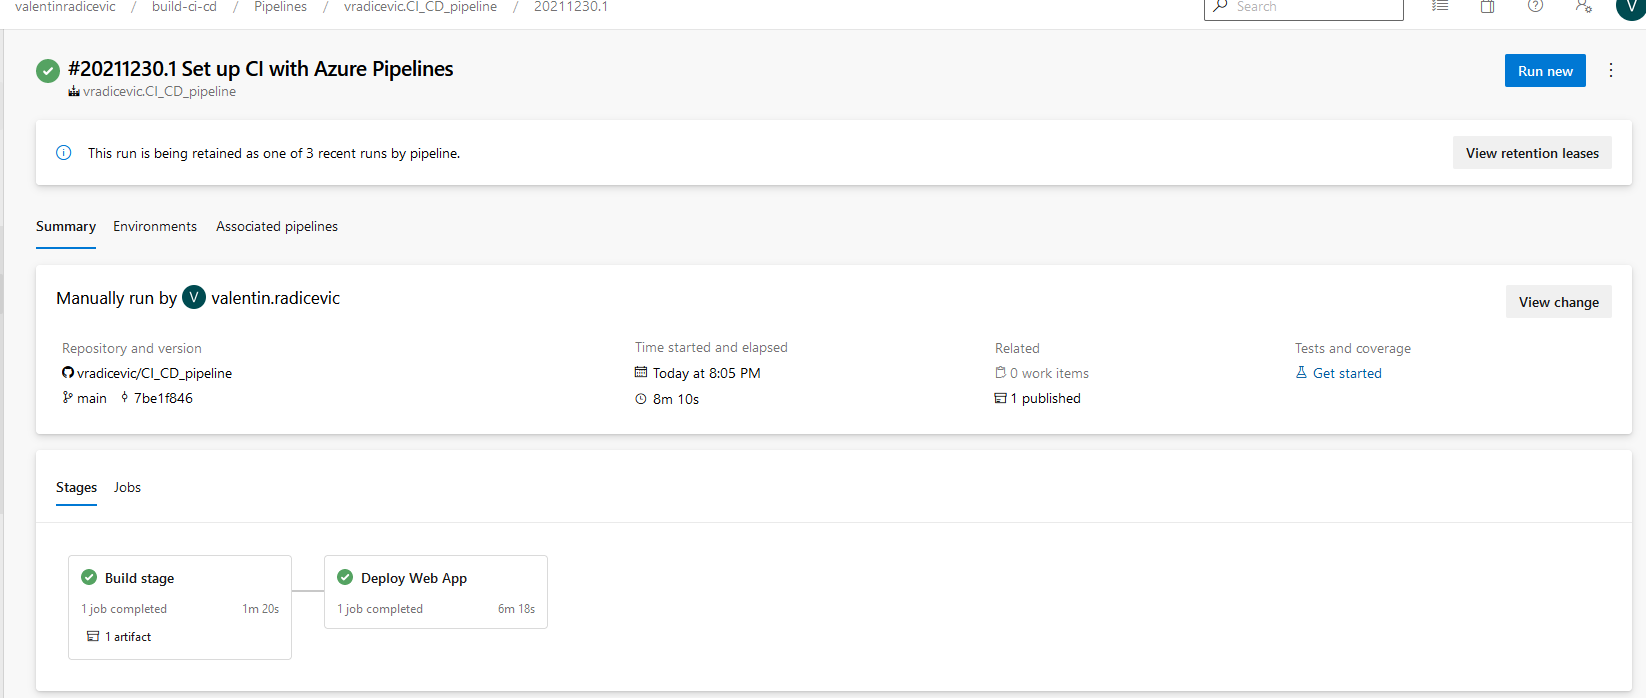 valentinradicevic / build-ci-cd / Pipelines / vradicevic.CI_CD_pipeline / 20211230.1
Search
V
#20211230.1 Set up CI with Azure Pipelines
Run new
vradicevic.CI_CD_pipeline
This run is being retained as one of 3 recent runs by pipeline.
View retention leases
Summary Environments Associated pipelines
Manually run by V valentin.radicevic
View change
Repository and version Time started and elapsed Related Tests and coverage
vradicevic/CI_CD_pipeline Today at 8:05 PM 0 work items Get started
main 7be1f846 8m 10s 1 published
Stages Jobs
Build stage Deploy Web App
1 job completed 1m 20s 1 job completed 6m 18s
1 artifact